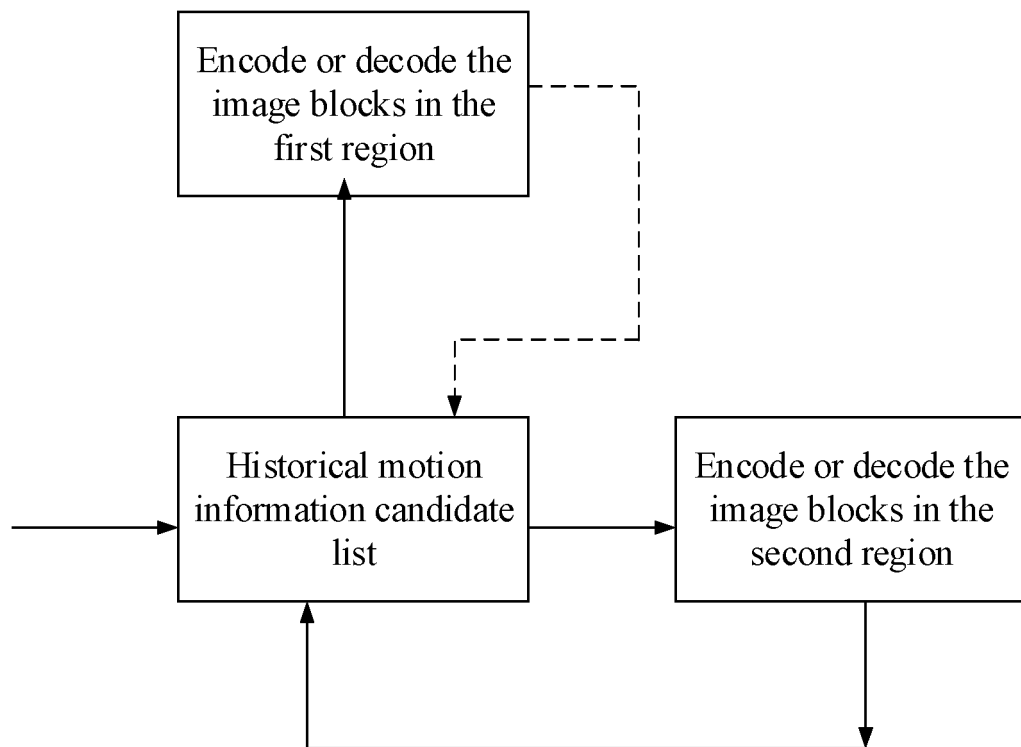 Encode or decode the
image blocks in the
first region
Historical motion
information candidate
list
Encode or decode the
image blocks in the
second region